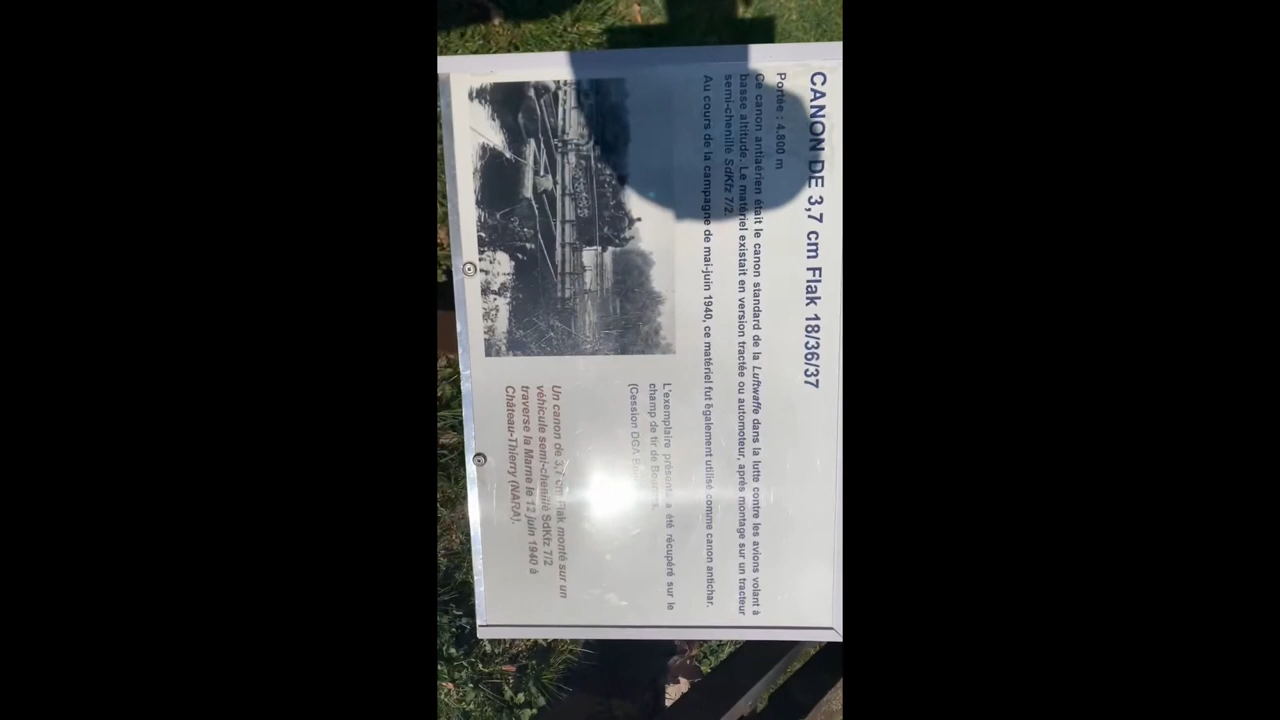 CANON DE 3,7 cm Flak 18/36/37
Portée : 4.800 m
Ce canon antiaérien était le canon standard de la Luftwaffe dans la lutte contre les avions volant à
basse altitude. Le matériel existait en version tractée ou automoteur, après montage sur un tracteur
semi-chenillé SdKfz 7/2.
Au cours de la campagne de mai-juin 1940, ce matériel fut également utilisé comme canon antichar.
L'exemplaire présenté a été récupéré sur le
champ de tir de Bourges.
(Cession DGA
Un canon de 3,7 cm Flak monté sur un
véhicule semi-chenillé SdKfz 7/2
traverse la Marne le 12 juin 1940 à
Château-Thierry (NARA).